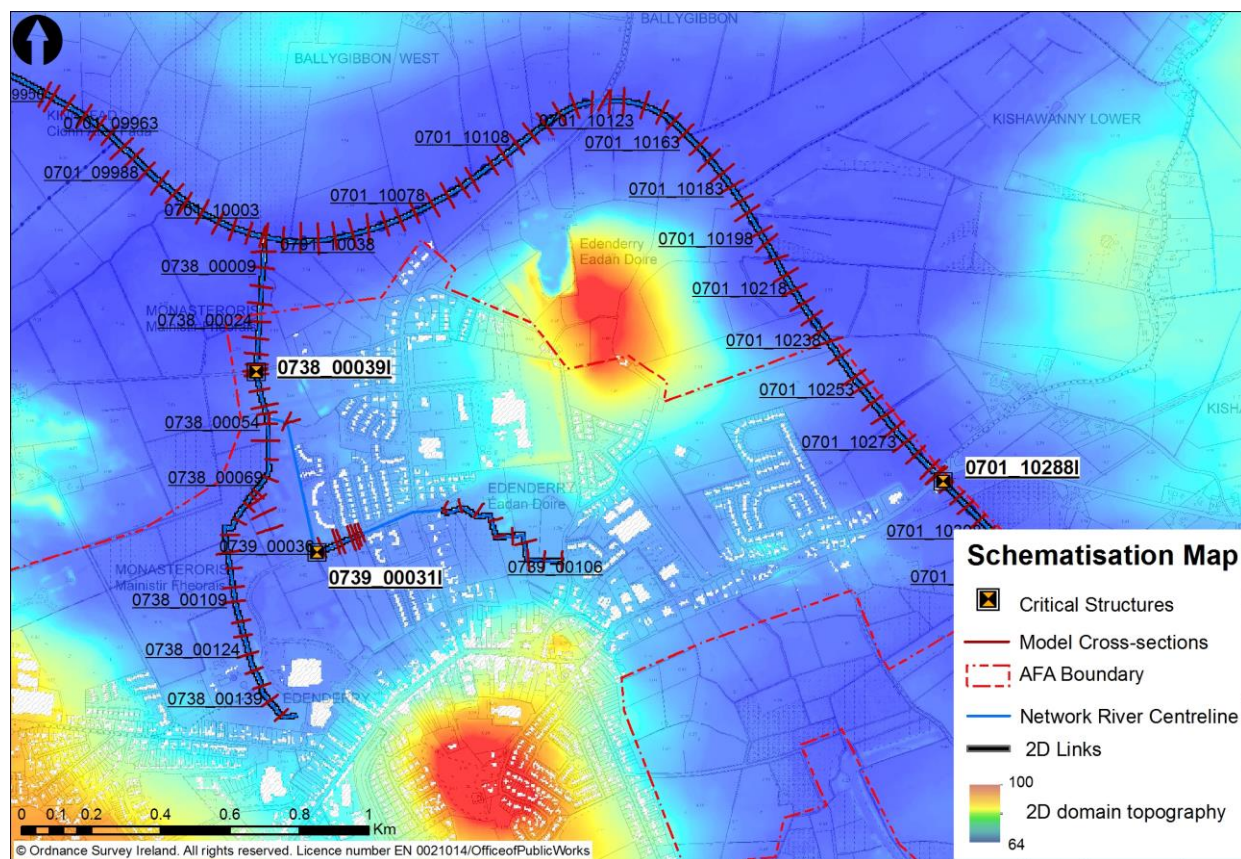 BALLYGIBBON
BALLYGIBBON WEST
0701_09963
KISHAWANNY LOWER
0701_10123
0701_10108
0701_10163
0701_09988
0701_10183
0701_10078
0701_10003
0701_10198
0701_10038
Edenderry
Eadan Doire
0738_00009
0701_10218
MONASTERORIS
Mainistir Fheorais
0738_00024
0701_10238
0738_00039I
0701_10253
0738_00054
0701_10273
0738_00069
0701_10288I
EDENDERRY
Eadan Doire
0739_00036
0739_00106
MONASTERORIS
Mainistir Fheorais
0739_00031I
0738_00109
0738_00124
0738_00139
EDENDERRY
Schematisation Map
Critical Structures
Model Cross-sections
AFA Boundary
Network River Centreline
2D Links
100
2D domain topography
64
0 0.1 0.2 0.4 0.6 0.8 1
Km
© Ordnance Survey Ireland. All rights reserved. Licence number EN 0021014/OfficeofPublicWorks